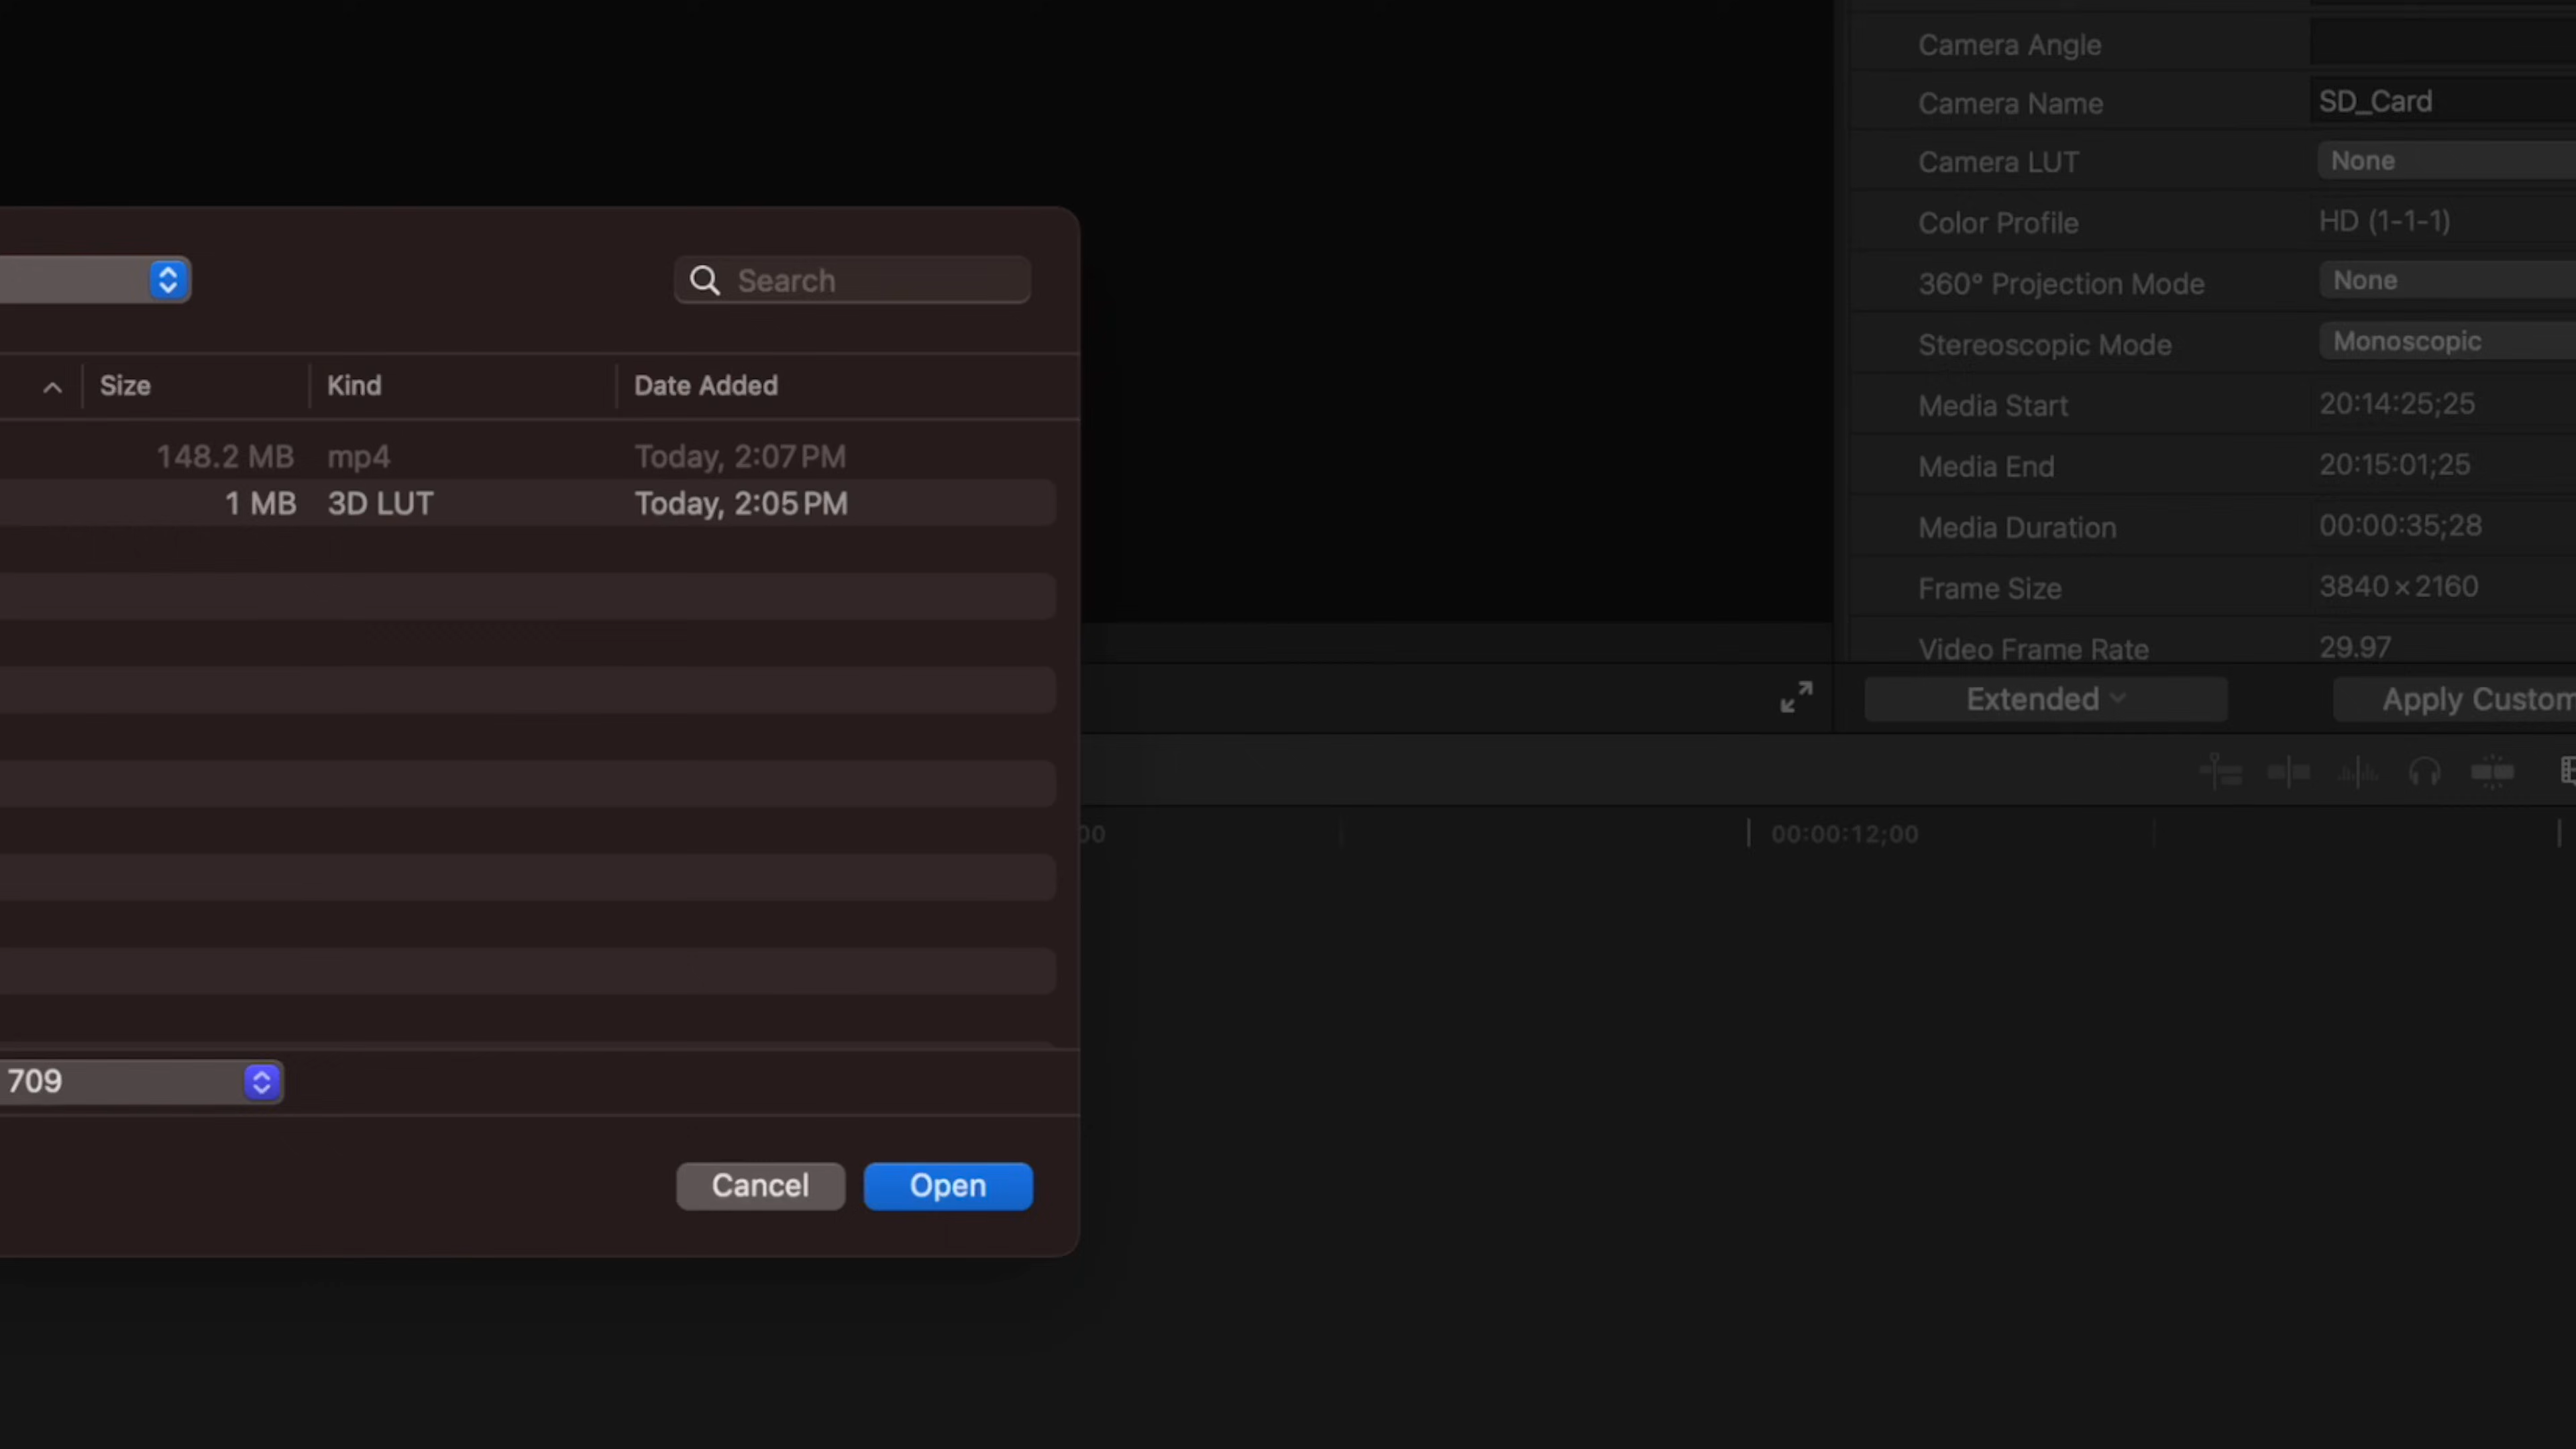 Camera Angle
Camera Name SD_Card
Camera LUT None
Color Profile HD (1-1-1)
360° Projection Mode None
Stereoscopic Mode Monoscopic
Media Start 20:14:25;25
Media End 20:15:01;25
Media Duration 00:00:35;28
Frame Size 3840×2160
Video Frame Rate 29.97
Extended Apply Custom
Search
Size Kind Date Added
148.2 MB mp4 Today, 2:07 PM
1 MB 3D LUT Today, 2:05 PM
00 00:00:12;00
709
Cancel Open